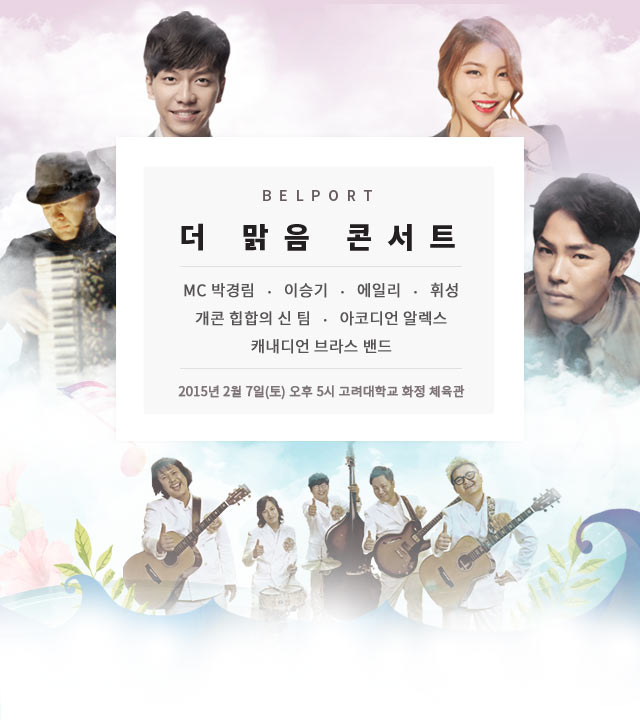 BELPORT
더 맑음 콘서트
MC 박경림 · 이승기 · 에일리 · 휘성
개콘 힙합의 신 팀 · 아코디언 알렉스
캐내디언 브라스 밴드
2015년 2월 7일(토) 오후 5시 고려대학교 화정 체육관